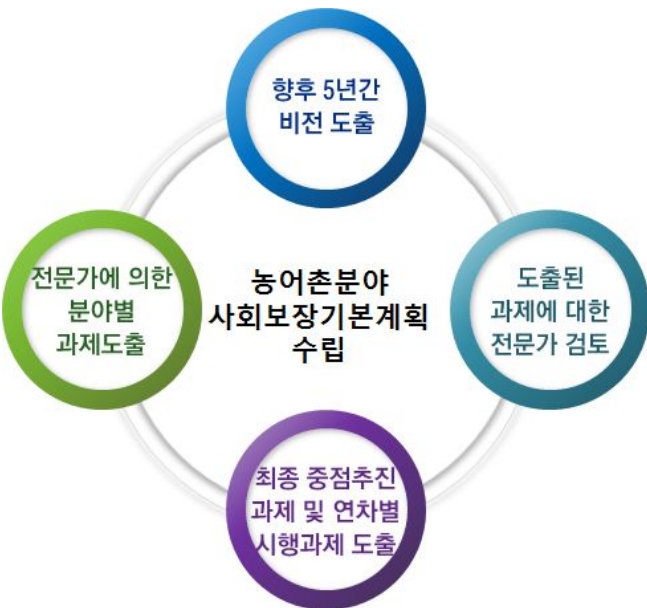 향후 5년간
비전 도출
전문가에 의한
분야별
과제도출
농어촌분야
사회보장기본계획
수립
도출된
과제에 대한
전문가 검토
최종 중점추진
과제 및 연차별
시행과제 도출